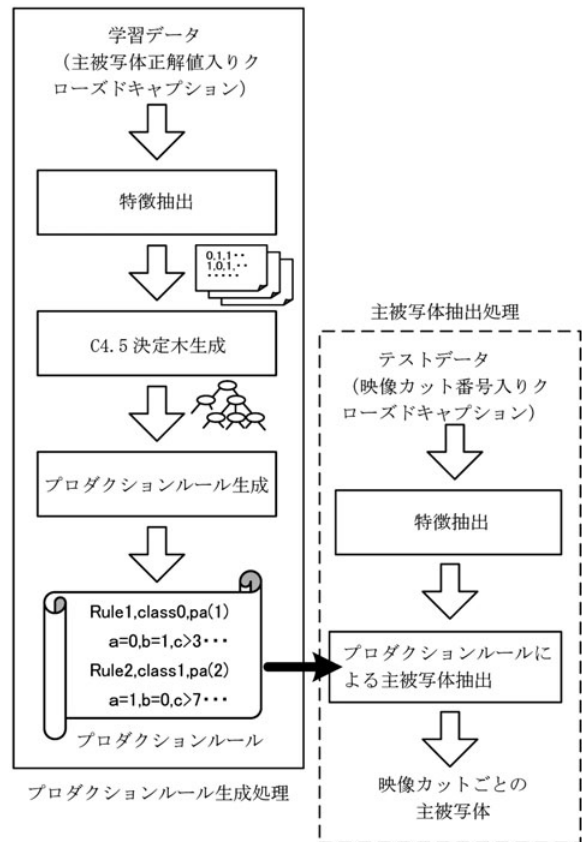 学習データ
（主被写体正解値入りク
ローズドキャプション）
特徴抽出
0,1,1‥
1,0,1,‥
‥‥‥
C4.5 決定木生成
プロダクションルール生成
Rule1,class0,pa(1)
a=0,b=1,c>3･･･
Rule2,class1,pa(2)
a=1,b=0,c>7･･･
プロダクションルール
プロダクションルール生成処理
主被写体抽出処理
テストデータ
（映像カット番号入りク
ローズドキャプション）
特徴抽出
プロダクションルールに
よる主被写体抽出
映像カットごとの
主被写体